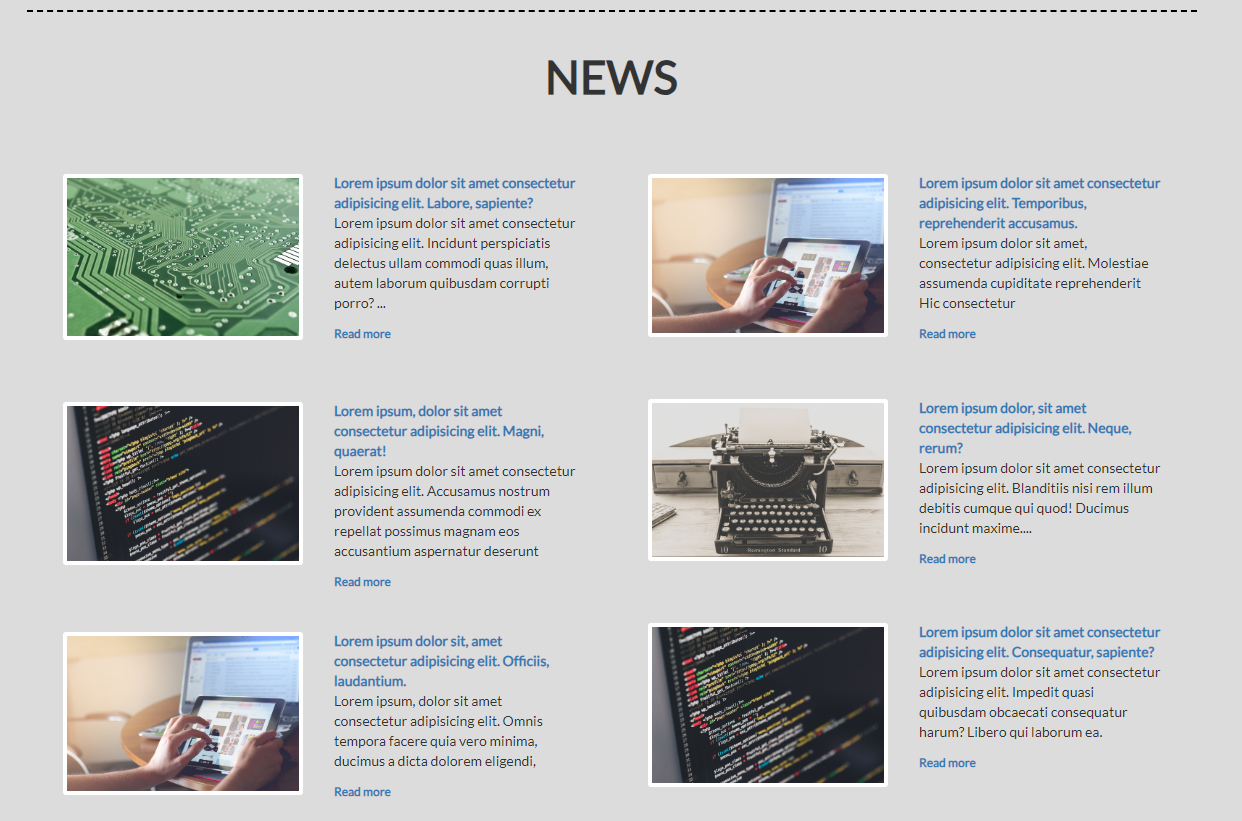 NEWS
Lorem ipsum dolor sit amet consectetur
adipisicing elit. Labore, sapiente?
Lorem ipsum dolor sit amet consectetur
adipisicing elit. Incidunt perspiciatis
delectus ullam commodi quas illum,
autem laborum quibusdam corrupti
porro? ...
Read more
Lorem ipsum dolor sit amet consectetur
adipisicing elit. Temporibus,
reprehenderit accusamus.
Lorem ipsum dolor sit amet,
consectetur adipisicing elit. Molestiae
assumenda cupiditate reprehenderit
Hic consectetur
Read more
Lorem ipsum, dolor sit amet
consectetur adipisicing elit. Magni,
quaerat!
Lorem ipsum dolor sit amet consectetur
adipisicing elit. Accusamus nostrum
provident assumenda commodi ex
repellat possimus magnam eos
accusantium aspernatur deserunt
Read more
Remington Standard
10 10
Lorem ipsum dolor, sit amet
consectetur adipisicing elit. Neque,
rerum?
Lorem ipsum dolor sit amet consectetur
adipisicing elit. Blanditiis nisi rem illum
debitis cumque qui quod! Ducimus
incidunt maxime....
Read more
Lorem ipsum dolor sit, amet
consectetur adipisicing elit. Officiis,
laudantium.
Lorem ipsum, dolor sit amet
consectetur adipisicing elit. Omnis
tempora facere quia vero minima,
ducimus a dicta dolorem eligendi,
Read more
Lorem ipsum dolor sit amet consectetur
adipisicing elit. Consequatur, sapiente?
Lorem ipsum dolor sit amet consectetur
adipisicing elit. Impedit quasi
quibusdam obcaecati consequatur
harum? Libero qui laborum ea.
Read more